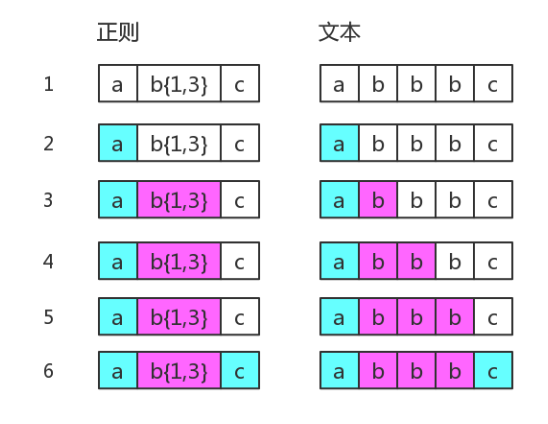 正则 文本
1 a b{1,3} c a b b b c
2 a b{1,3} c a b b b c
3 a b{1,3} c a b b b c
4 a b{1,3} c a b b b c
5 a b{1,3} c a b b b c
6 a b{1,3} c a b b b c